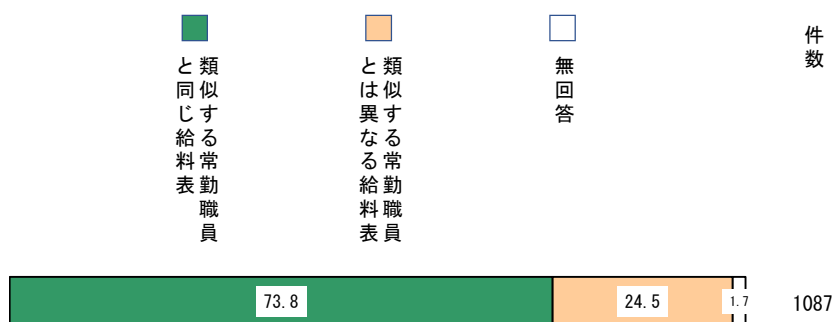 類似する常勤職員
と同じ給料表
類似する常勤職員
とは異なる給料表
無回答
件数
73.8
24.5
1.7
1087